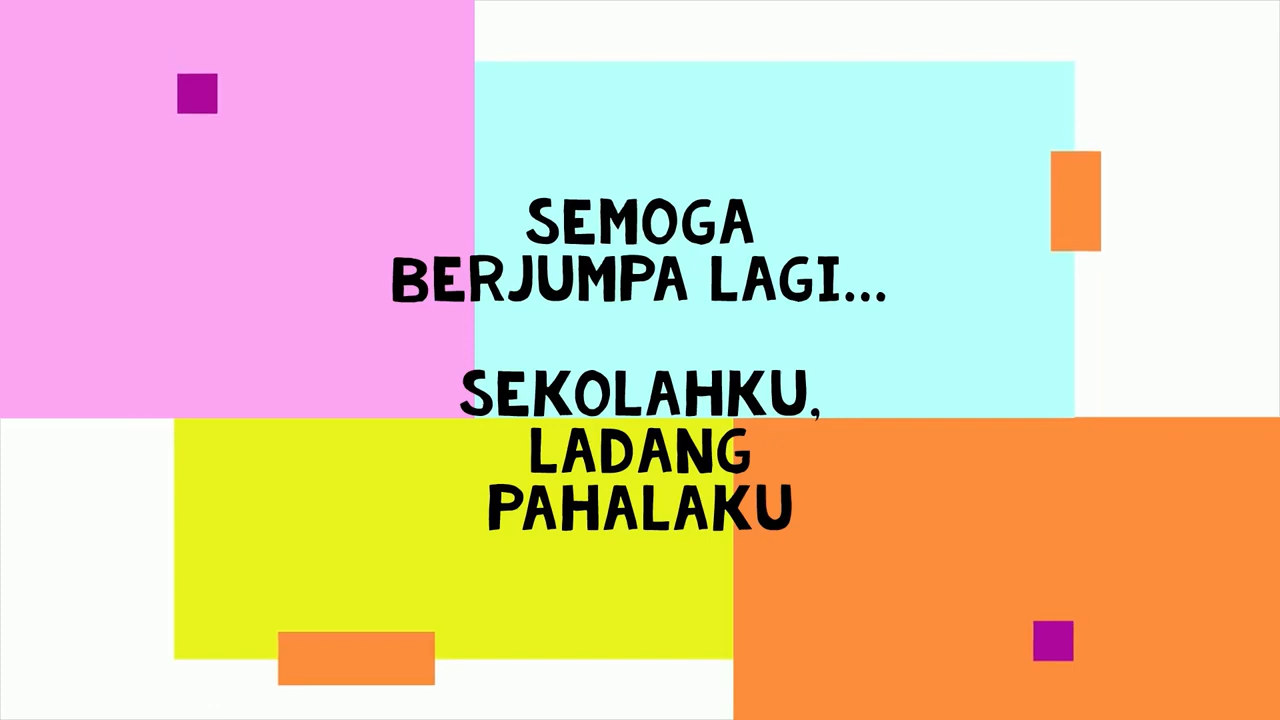 SEMOGA
BERJUMPA LAGI...
SEKOLAHKU,
LADANG
PAHALAKU